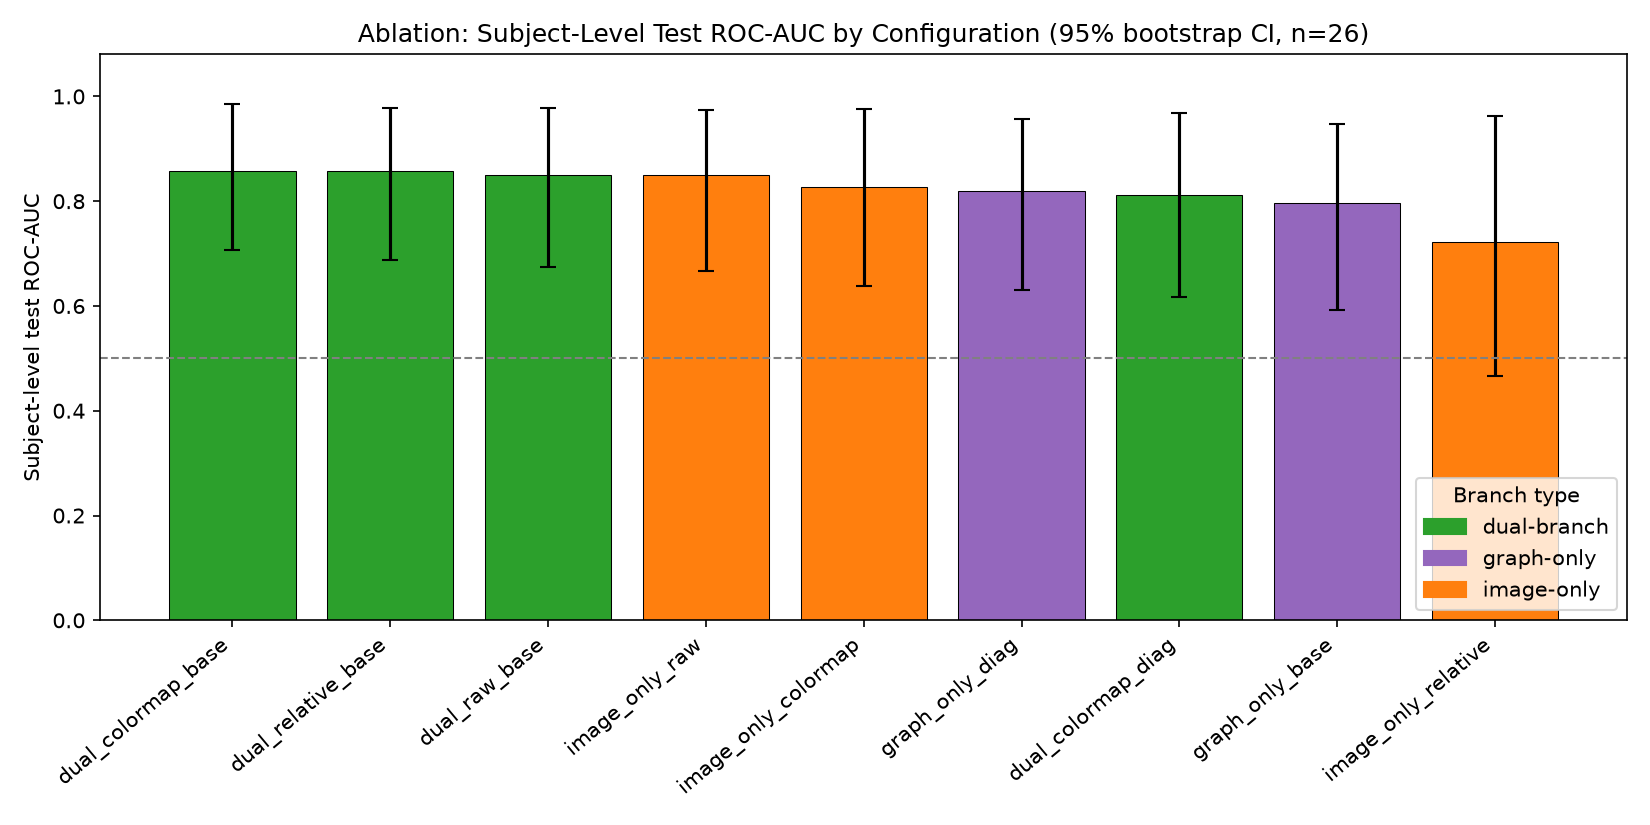 Ablation: Subject-Level Test ROC-AUC by Configuration (95% bootstrap CI, n=26)
Subject-level test ROC-AUC
1.0
0.8
0.6
0.4
0.2
0.0
Branch type
dual-branch
graph-only
image-only
dual_colormap_base
dual_relative_base
dual_raw_base
image_only_raw
image_only_colormap
graph_only_diag
dual_colormap_diag
graph_only_base
image_only_relative